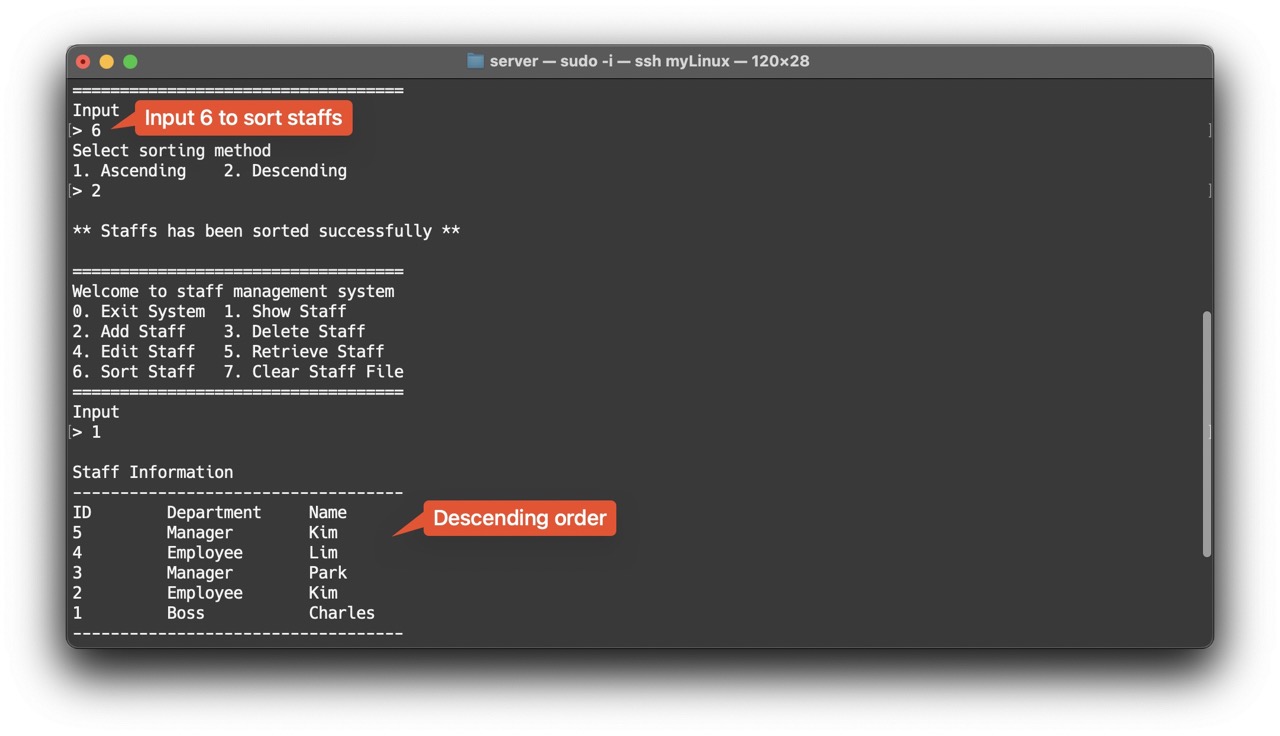 server — sudo -i — ssh myLinux — 120×28
===================================
Input
[> 6 ]
Input 6 to sort staffs
Select sorting method
1. Ascending    2. Descending
[> 2 ]
** Staffs has been sorted successfully **
===================================
Welcome to staff management system
0. Exit System  1. Show Staff
2. Add Staff    3. Delete Staff
4. Edit Staff   5. Retrieve Staff
6. Sort Staff   7. Clear Staff File
===================================
Input
[> 1 ]
Staff Information
-----------------------------------
ID        Department     Name
Descending order
5         Manager        Kim
4         Employee       Lim
3         Manager        Park
2         Employee       Kim
1         Boss           Charles
-----------------------------------